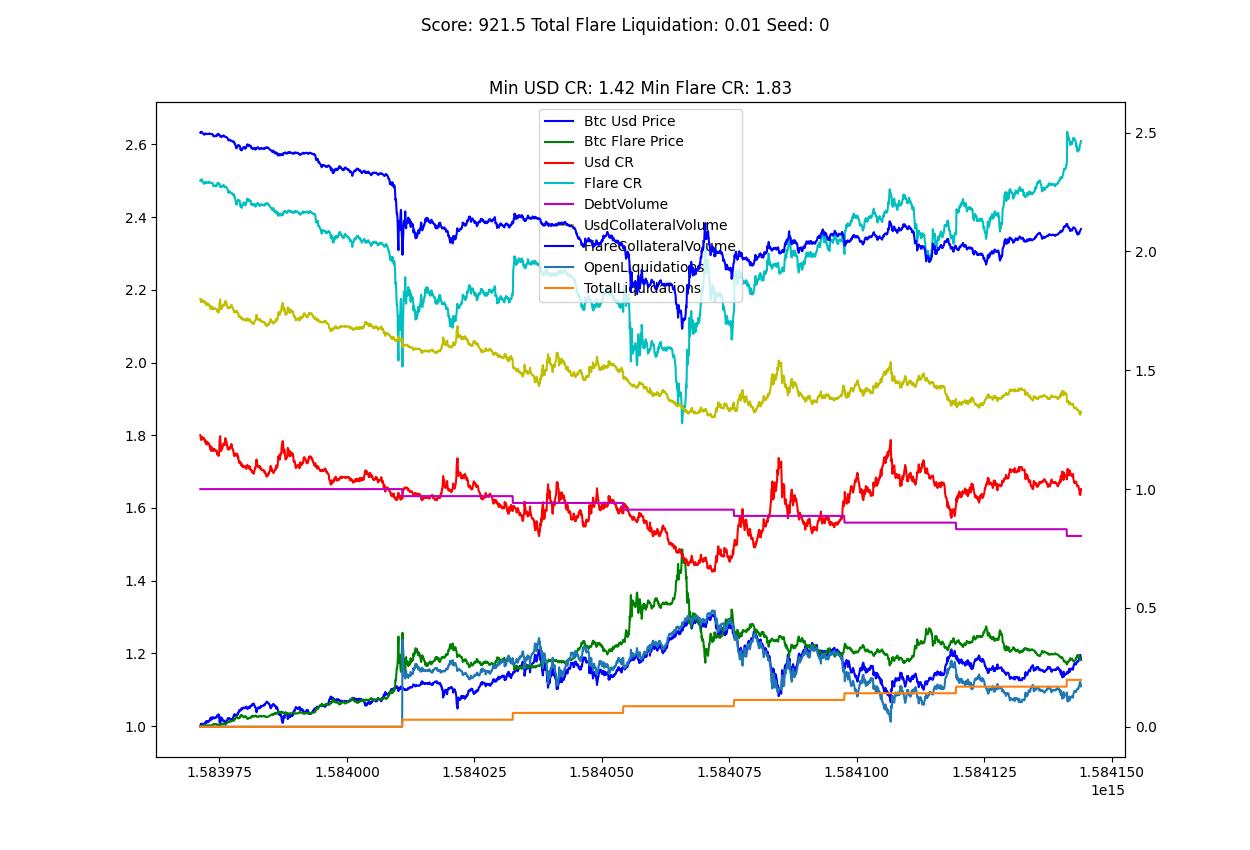 Score: 921.5 Total Flare Liquidation: 0.01 Seed: 0
Min USD CR: 1.42 Min Flare CR: 1.83
Btc Usd Price
Btc Flare Price
Usd CR
Flare CR
DebtVolume
UsdCollateralVolume
FlareCollateralVolume
OpenLiquidations
TotalLiquidations
2.6
2.4
2.2
2.0
1.8
1.6
1.4
1.2
1.0
2.5
2.0
1.5
1.0
0.5
0.0
1.583975 1.584000 1.584025 1.584050 1.584075 1.584100 1.584125 1.584150
1e15